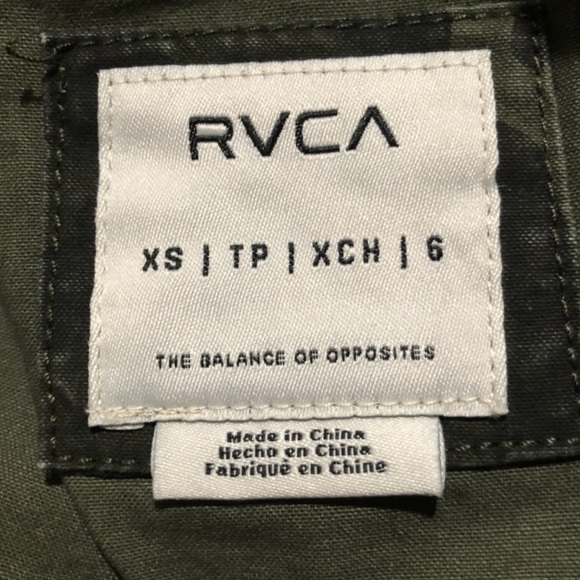 RVCA
XS | TP | XCH | 6
THE BALANCE OF OPPOSITES
Made in China
Hecho en China
Fabriqué en Chine